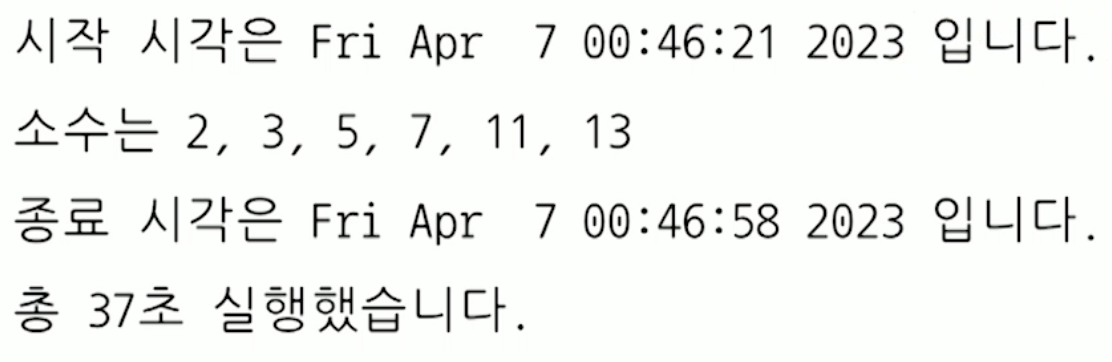 시작 시각은 Fri Apr  7 00:46:21 2023 입니다.
소수는 2, 3, 5, 7, 11, 13
종료 시각은 Fri Apr  7 00:46:58 2023 입니다.
총 37초 실행했습니다.